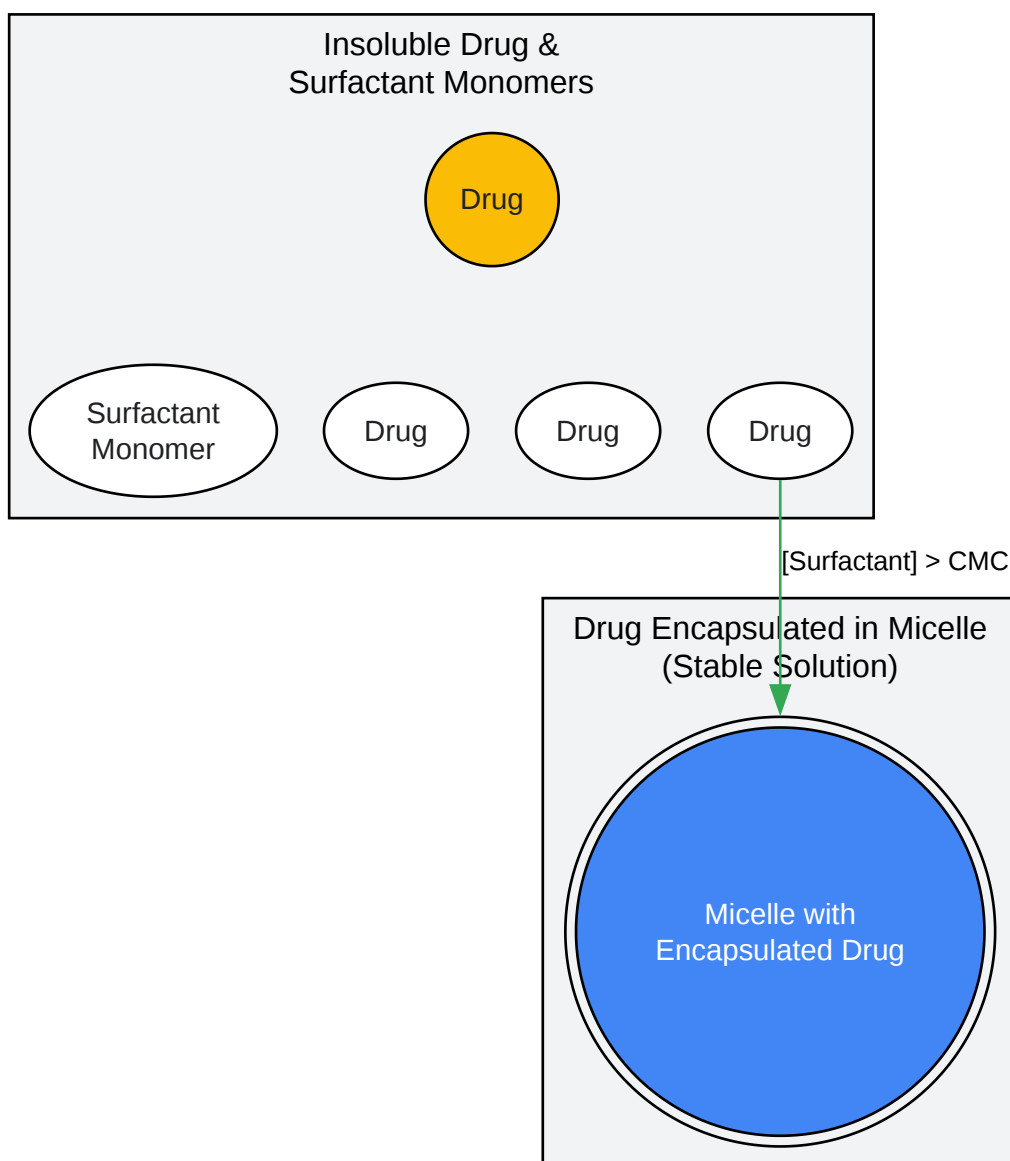 Insoluble Drug &
Surfactant Monomers
Drug
Surfactant
Monomer
Drug
Drug
Drug
[Surfactant] > CMC
Drug Encapsulated in Micelle
(Stable Solution)
Micelle with
Encapsulated Drug